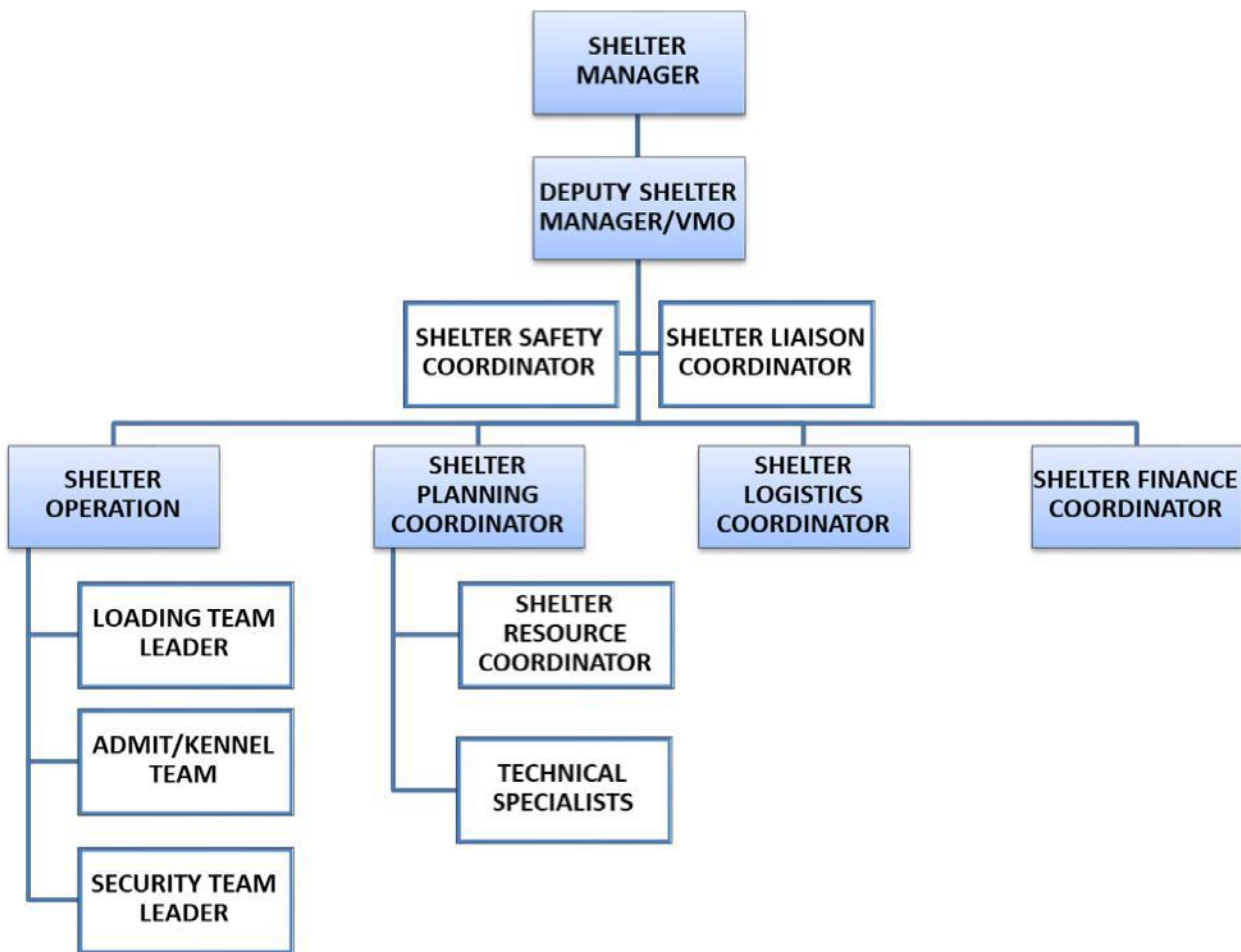 SHELTER
MANAGER
DEPUTY SHELTER
MANAGER/VMO
SHELTER SAFETY
COORDINATOR
SHELTER LIAISON
COORDINATOR
SHELTER
OPERATION
SHELTER
PLANNING
COORDINATOR
SHELTER
LOGISTICS
COORDINATOR
SHELTER FINANCE
COORDINATOR
LOADING TEAM
LEADER
ADMIT/KENNEL
TEAM
SECURITY TEAM
LEADER
SHELTER
RESOURCE
COORDINATOR
TECHNICAL
SPECIALISTS